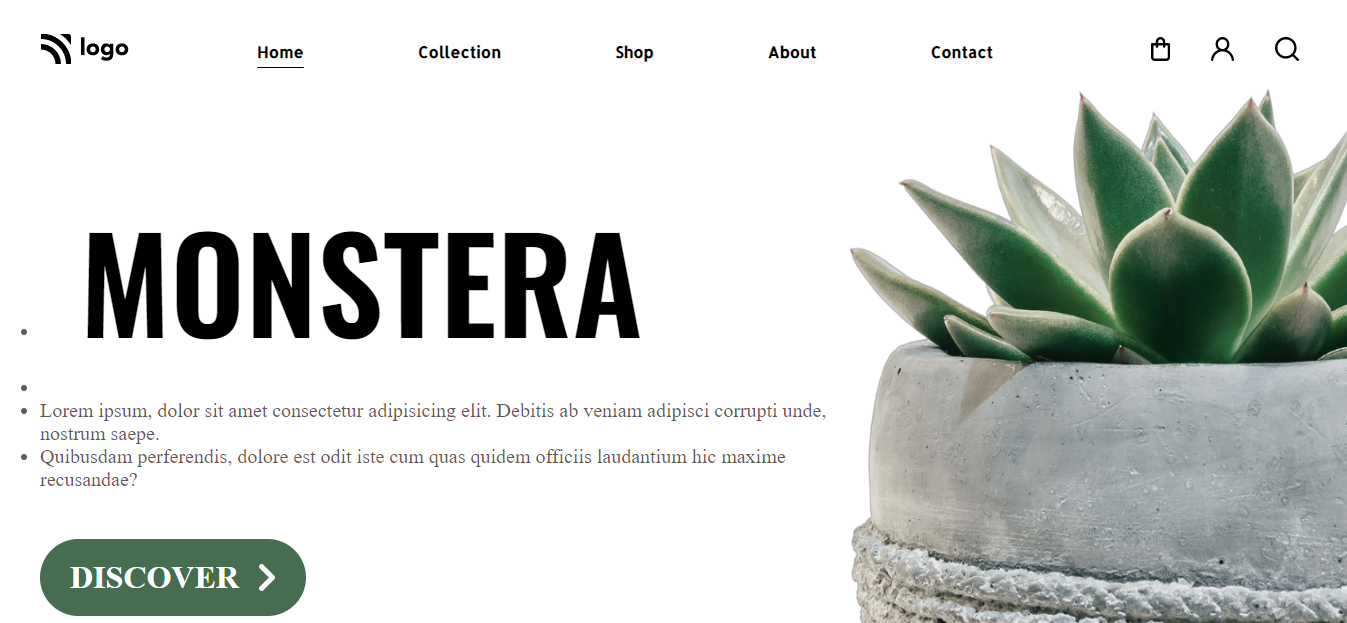 logo
Home Collection Shop About Contact
MONSTERA
Lorem ipsum, dolor sit amet consectetur adipisicing elit. Debitis ab veniam adipisci corrupti unde,
nostrum saepe.
Quibusdam perferendis, dolore est odit iste cum quas quidem officiis laudantium hic maxime
recusandae?
DISCOVER